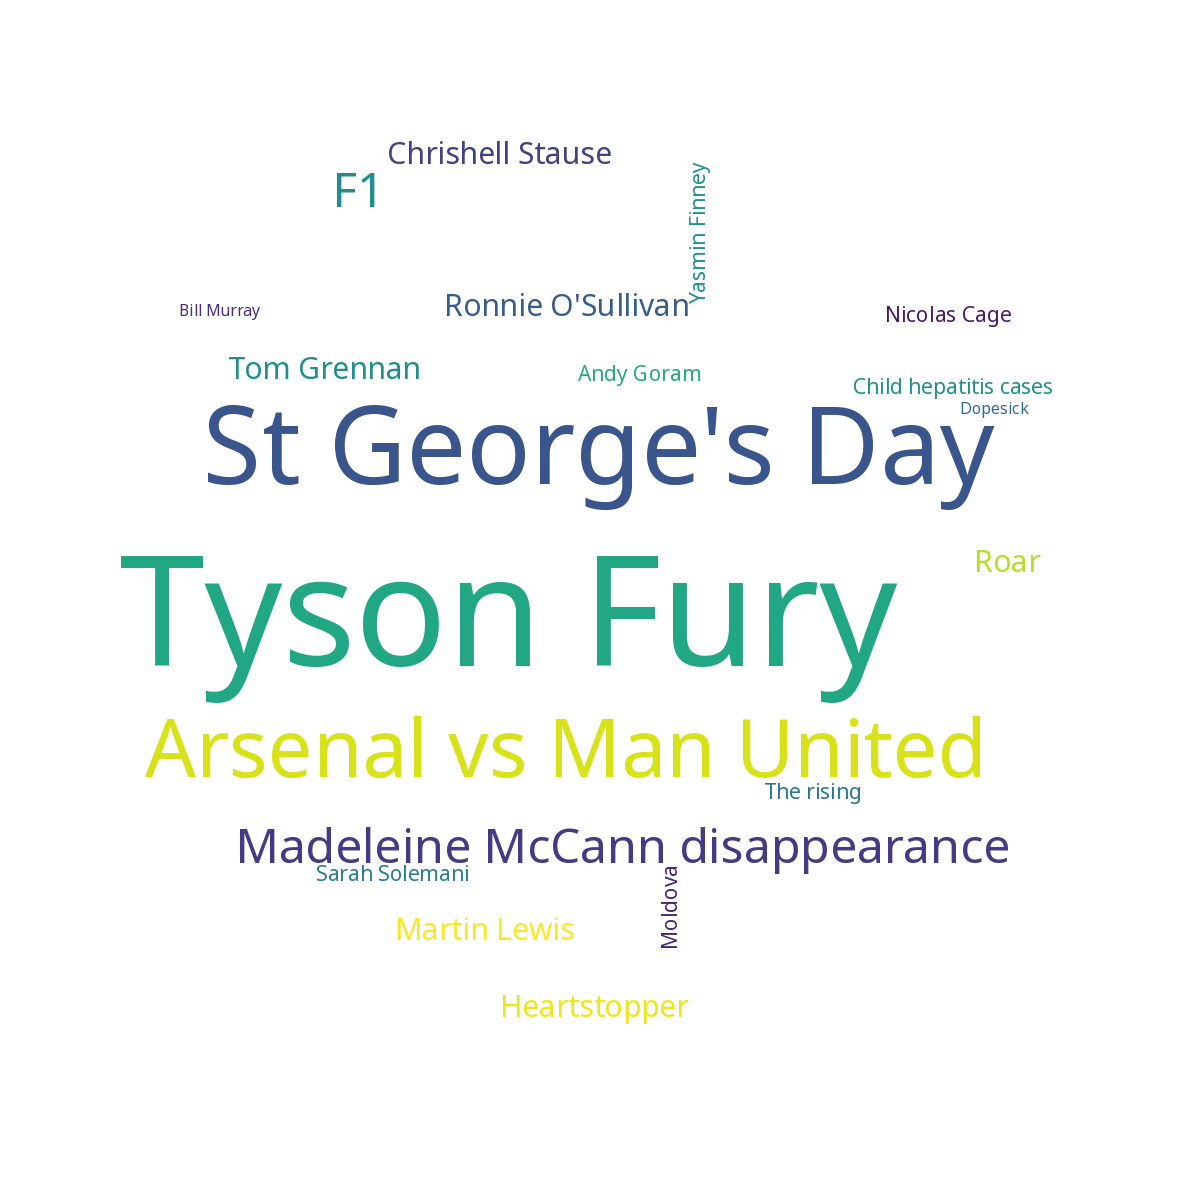 Chrishell Stause
F1
Yasmin Finney
Bill Murray
Ronnie O'Sullivan
Nicolas Cage
Tom Grennan
Andy Goram
Child hepatitis cases
Dopesick
St George's Day
Roar
Tyson Fury
Arsenal vs Man United
The rising
Madeleine McCann disappearance
Sarah Solemani
Moldova
Martin Lewis
Heartstopper